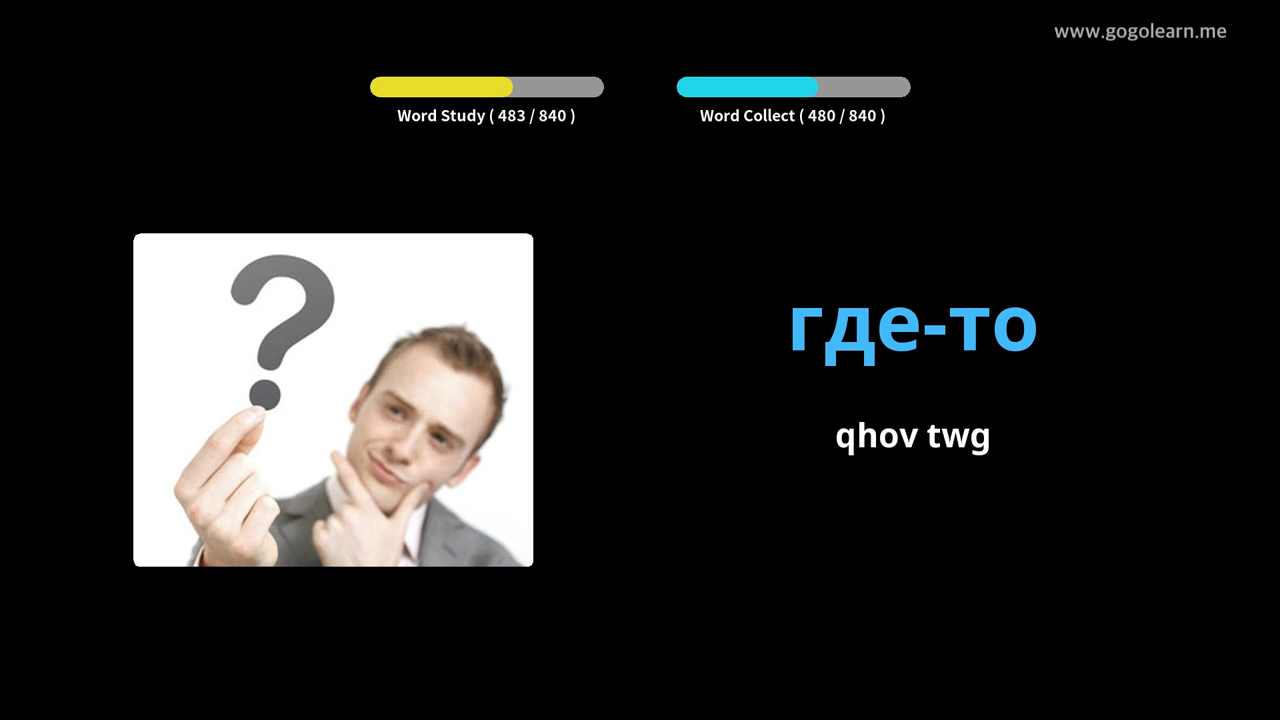 www.gogolearn.me
Word Study ( 483 / 840 )
Word Collect ( 480 / 840 )
?
где-то
qhov twg